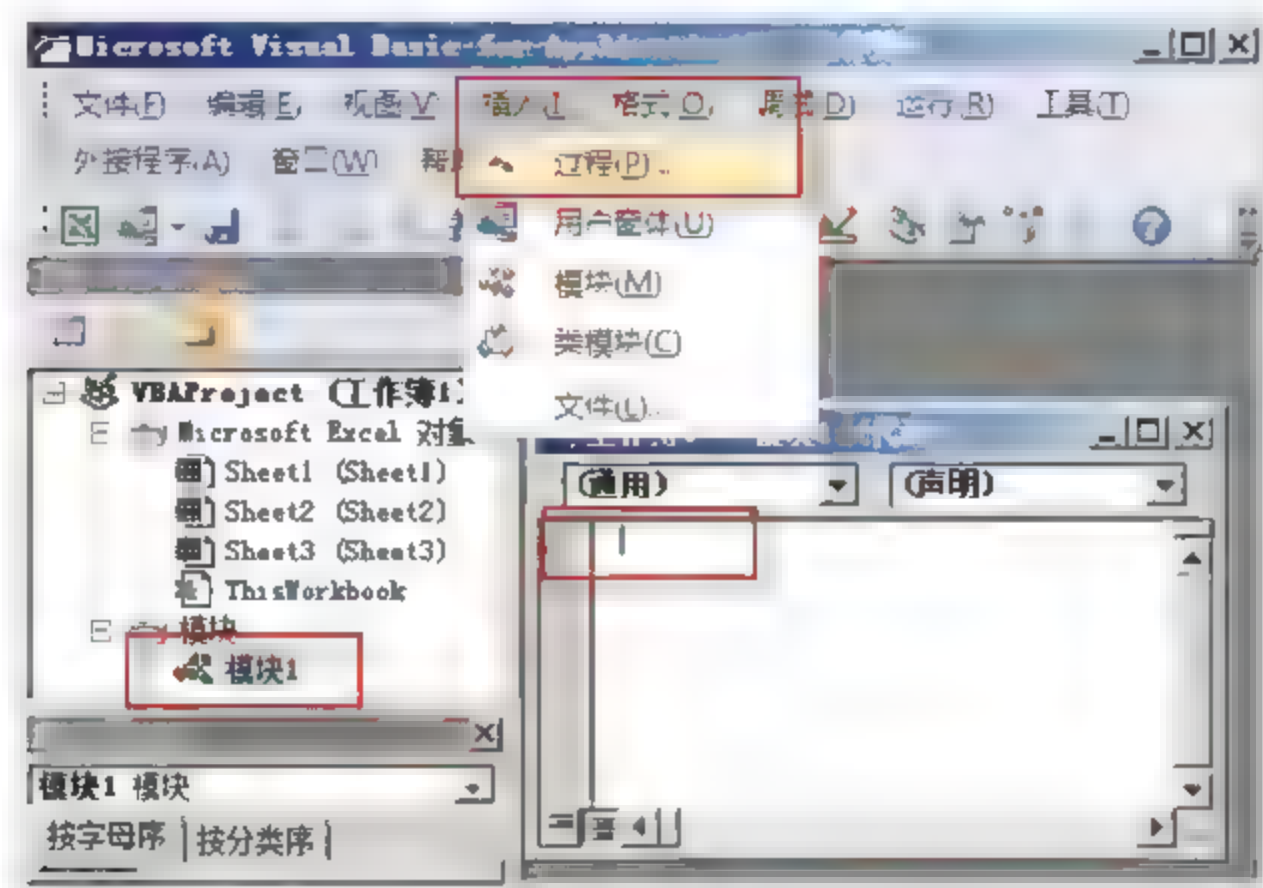 Microsoft Visual Basic for
文件(F) 编辑(E) 视图(V) 插入(I) 格式(O) 调试(D) 运行(R) 工具(T)
外接程序(A) 窗口(W)
过程(P)...
用户窗体(U)
模块(M)
类模块(C)
文件(L)...
VBAProject (工作簿1)
Microsoft Excel 对象
Sheet1 (Sheet1)
Sheet2 (Sheet2)
Sheet3 (Sheet3)
ThisWorkbook
模块
模块1
(通用) (声明)
模块1 模块
按字母序 按分类序